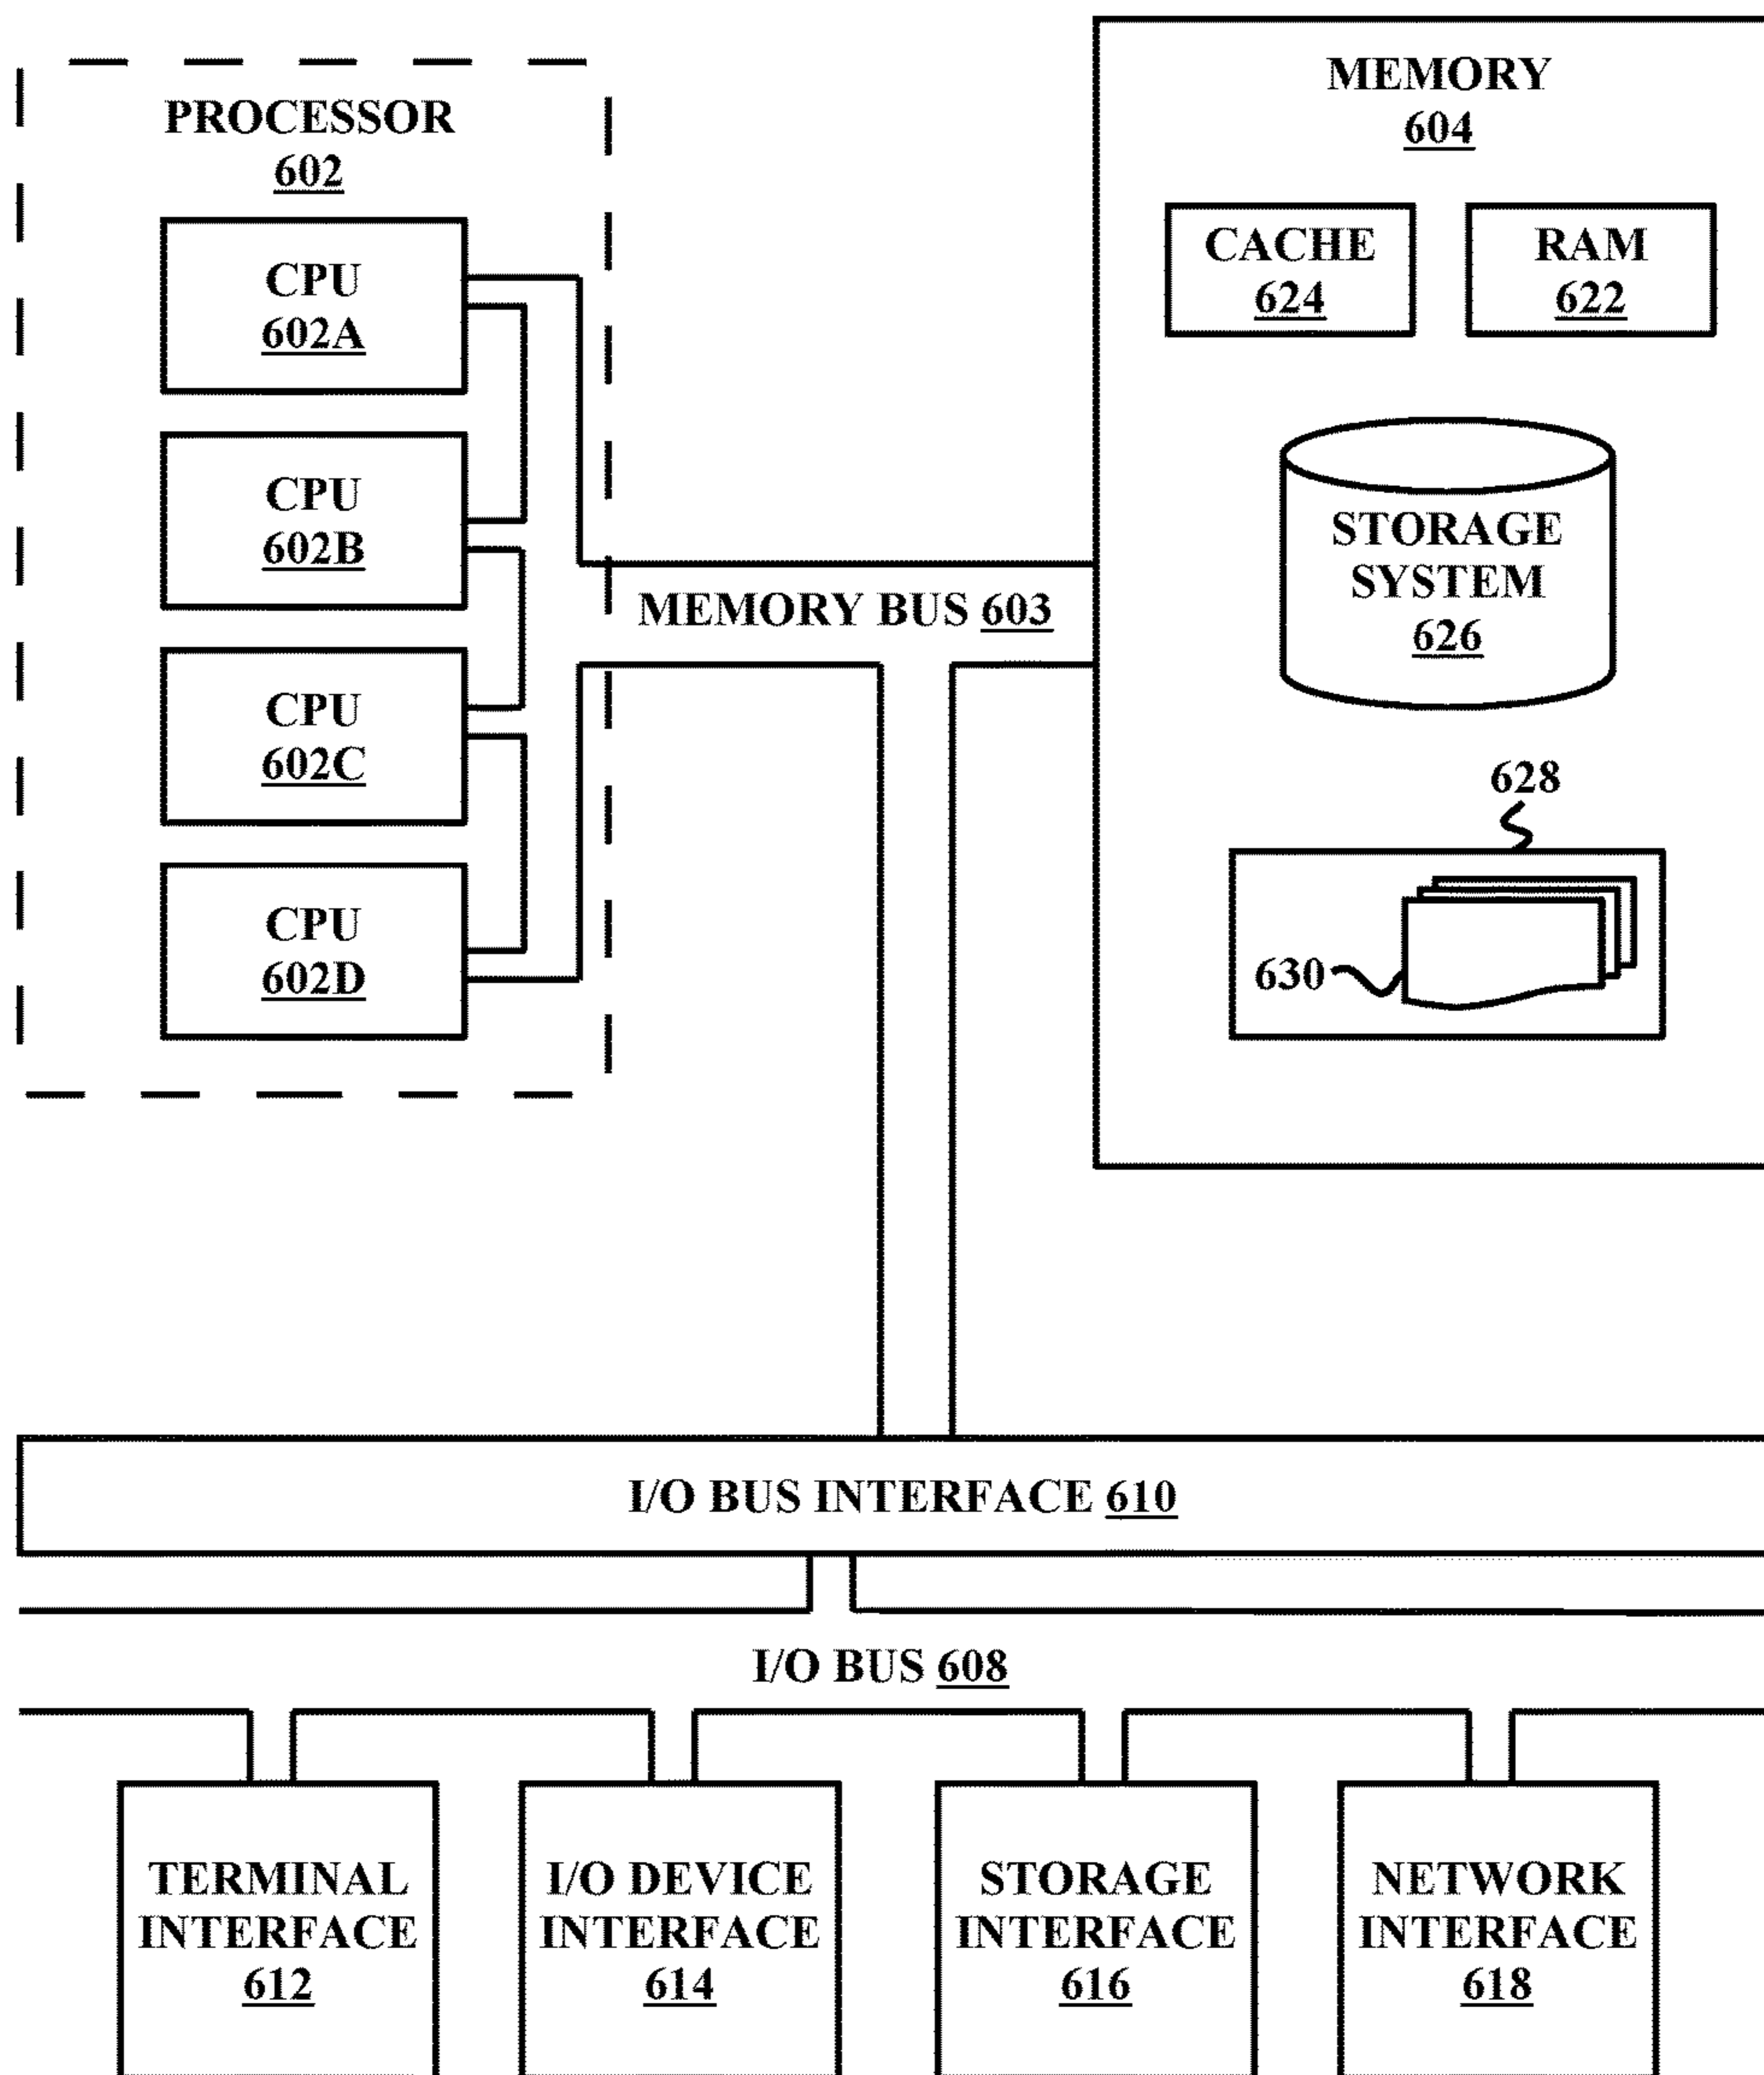 PROCESSOR
602
CPU
602A
CPU
602B
CPU
602C
CPU
602D
MEMORY BUS 603
MEMORY
604
CACHE
624
RAM
622
STORAGE
SYSTEM
626
628
630
I/O BUS INTERFACE 610
I/O BUS 608
TERMINAL
INTERFACE
612
I/O DEVICE
INTERFACE
614
STORAGE
INTERFACE
616
NETWORK
INTERFACE
618